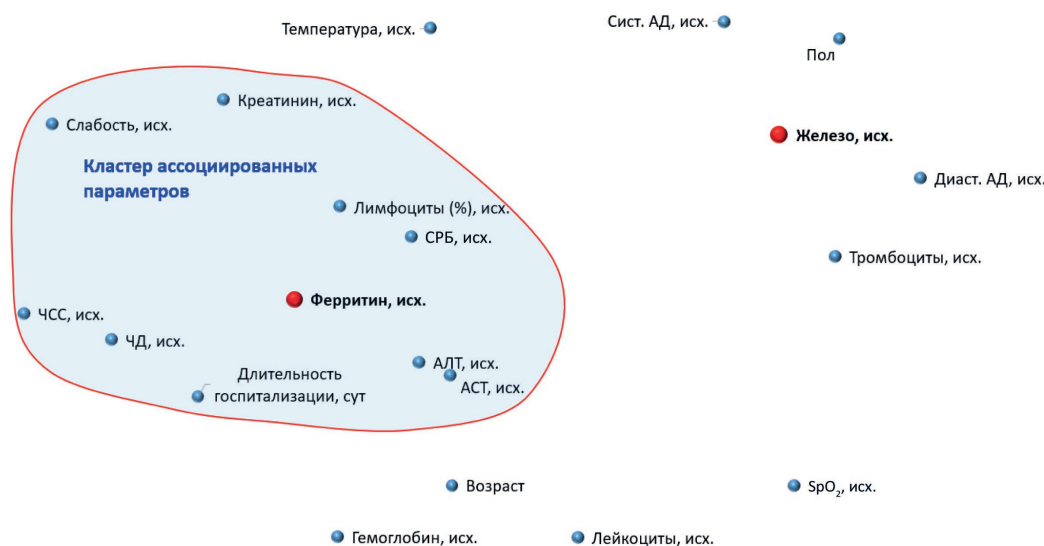 Температура, исх.
Сист. АД, исх.
Пол
Креатинин, исх.
Слабость, исх.
Железо, исх.
Кластер ассоциированных
параметров
Диаст. АД, исх.
Лимфоциты (%), исх.
СРБ, исх.
Тромбоциты, исх.
Ферритин, исх.
ЧСС, исх.
ЧД, исх.
АЛТ, исх.
АСТ, исх.
Длительность
госпитализации, сут
Возраст
SpO₂, исх.
Гемоглобин, исх.
Лейкоциты, исх.